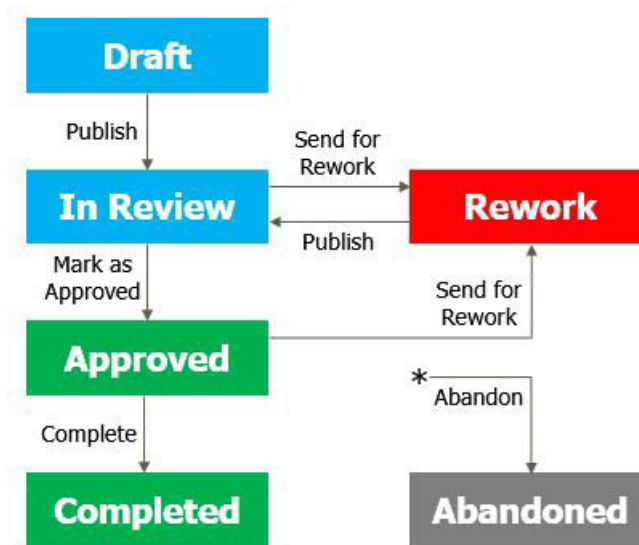 Draft
Publish
Send for
Rework
In Review
Rework
Publish
Mark as
Approved
Send for
Rework
Approved
*
Abandon
Complete
Completed
Abandoned